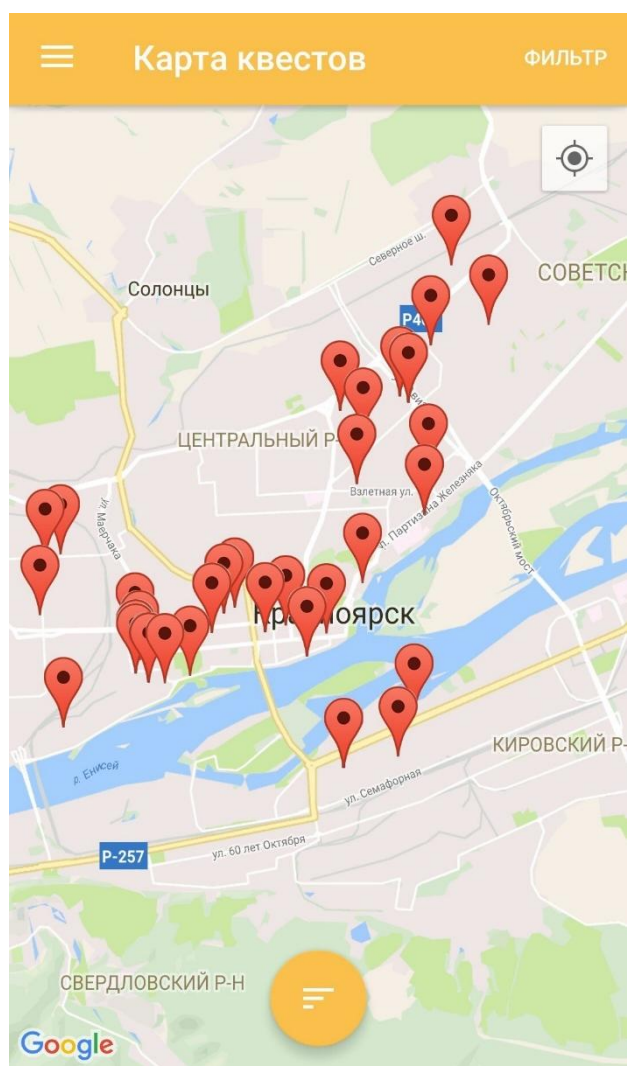 Карта квестов
ФИЛЬТР
Северное ш.
СОВЕТСК
Солонцы
ЦЕНТРАЛЬНЫЙ Р-
Взлетная ул.
ул. Партизана Железняка
ул. Маерчака
Октябрьский мост
Красноярск
КИРОВСКИЙ Р-
р. Енисей
ул. Семафорная
Р-257
ул. 60 лет Октября
СВЕРДЛОВСКИЙ Р-Н
Google